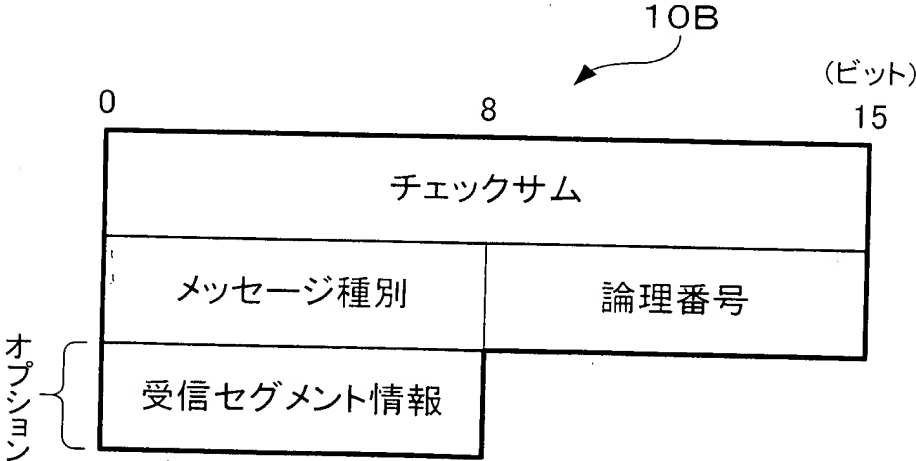 10B
(ビット)
0
8
15
チェックサム
メッセージ種別
論理番号
オプション
受信セグメント情報